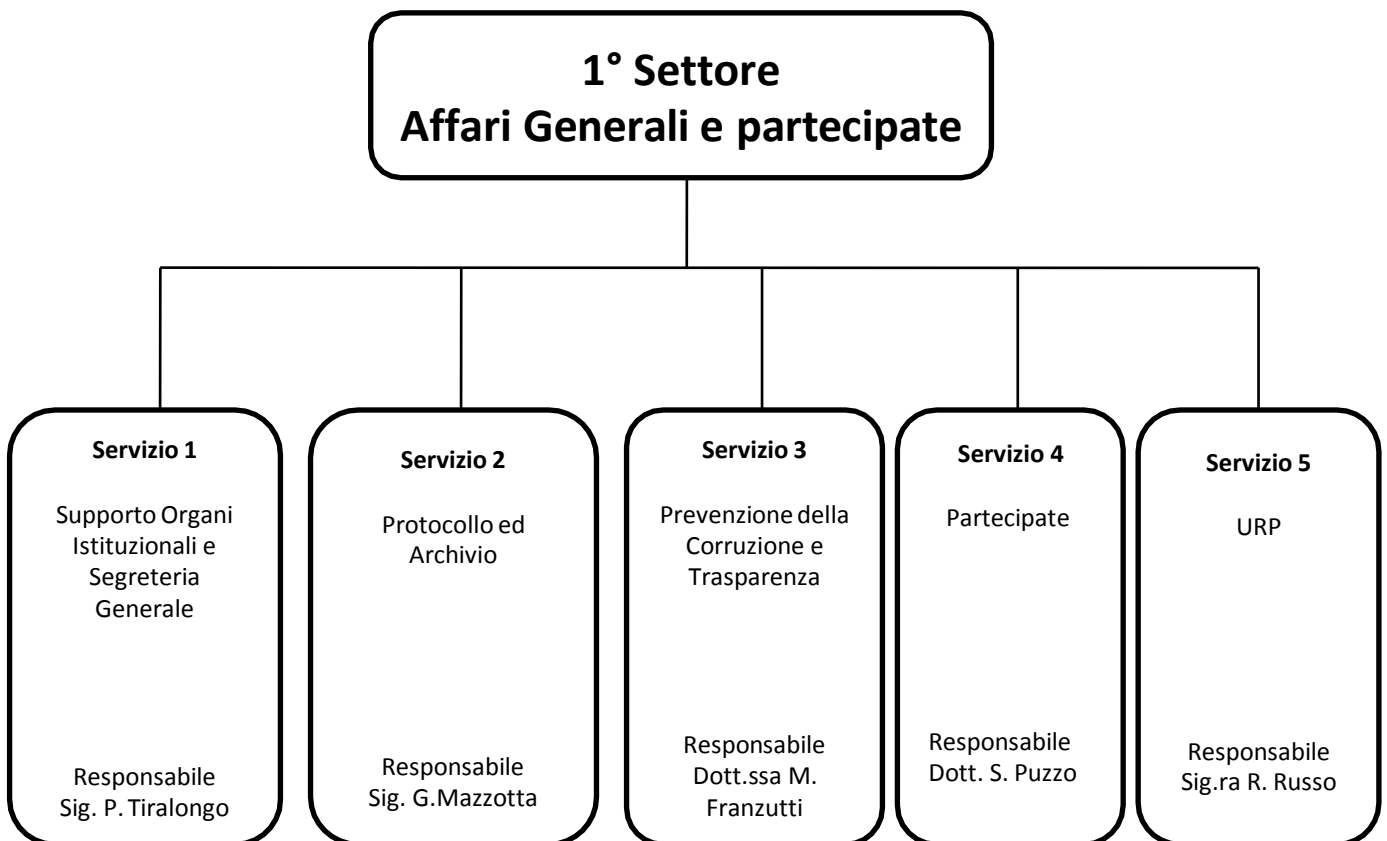 1° Settore
Affari Generali e partecipate
Servizio 1
Supporto Organi
Istituzionali e
Segreteria
Generale
Responsabile
Sig. P. Tiralongo
Servizio 2
Protocollo ed
Archivio
Responsabile
Sig. G.Mazzotta
Servizio 3
Prevenzione della
Corruzione e
Trasparenza
Responsabile
Dott.ssa M.
Franzutti
Servizio 4
Partecipate
Responsabile
Dott. S. Puzzo
Servizio 5
URP
Responsabile
Sig.ra R. Russo